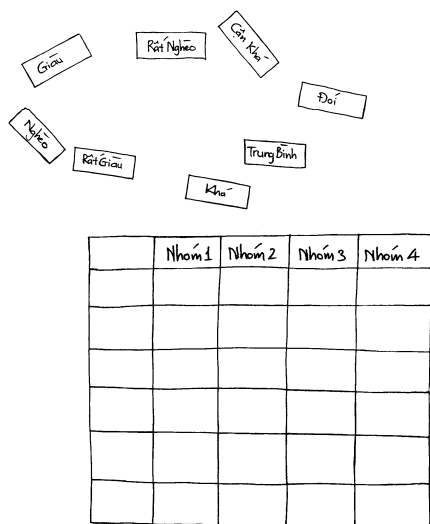 Rất Nghèo
Cận Khá
Giàu
Đói
Nghèo
Trung Bình
Rất Giàu
Khá
Nhóm 1 Nhóm 2 Nhóm 3 Nhóm 4